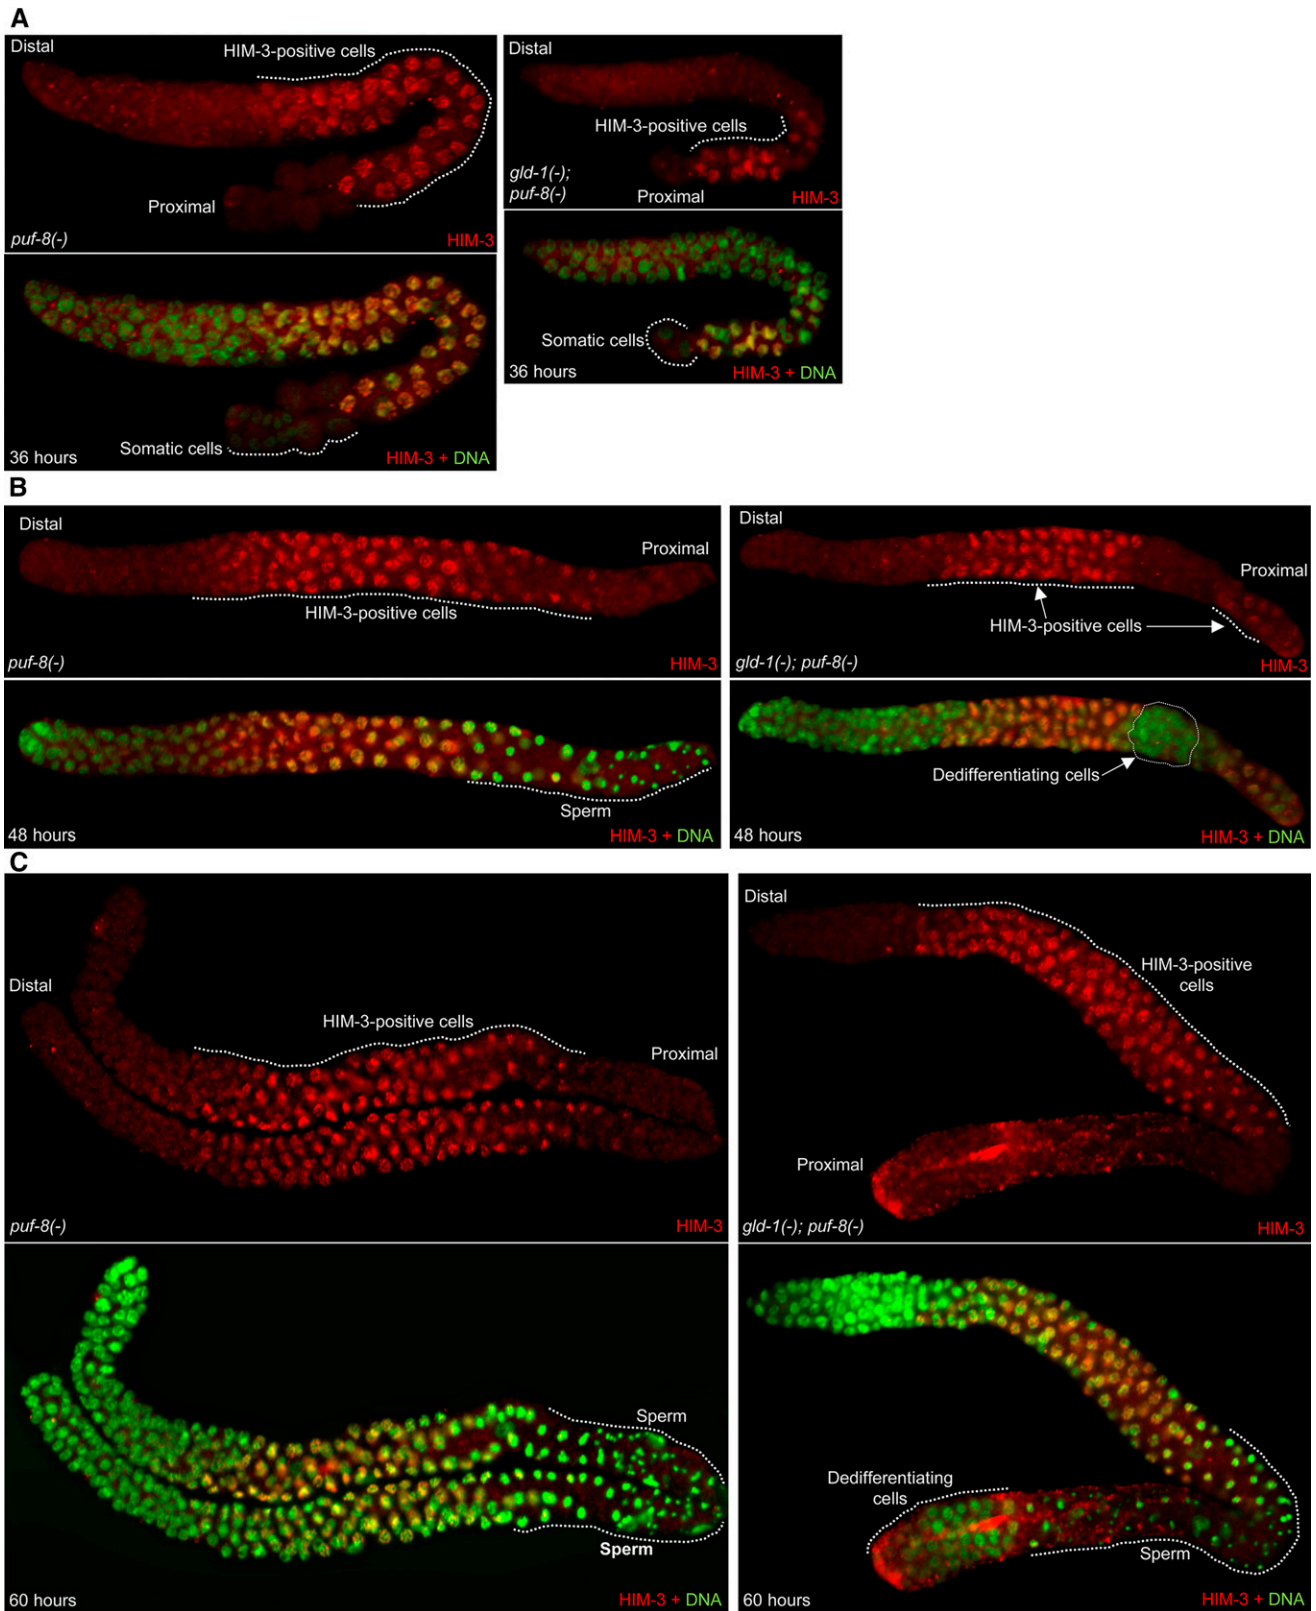 A
Distal
HIM-3-positive cells
Proximal
puf-8(-)
HIM-3
Distal
HIM-3-positive cells
gld-1(-);
puf-8(-)
Proximal
HIM-3
Somatic cells
36 hours
HIM-3 + DNA
Somatic cells
36 hours
HIM-3 + DNA
B
Distal
Proximal
HIM-3-positive cells
puf-8(-)
HIM-3
Distal
Proximal
HIM-3-positive cells
gld-1(-); puf-8(-)
HIM-3
Sperm
48 hours
HIM-3 + DNA
Dedifferentiating cells
48 hours
HIM-3 + DNA
C
Distal
HIM-3-positive cells
Proximal
puf-8(-)
HIM-3
Distal
HIM-3-positive
cells
Proximal
gld-1(-); puf-8(-)
HIM-3
Sperm
Sperm
60 hours
HIM-3 + DNA
Dedifferentiating
cells
Sperm
60 hours
HIM-3 + DNA